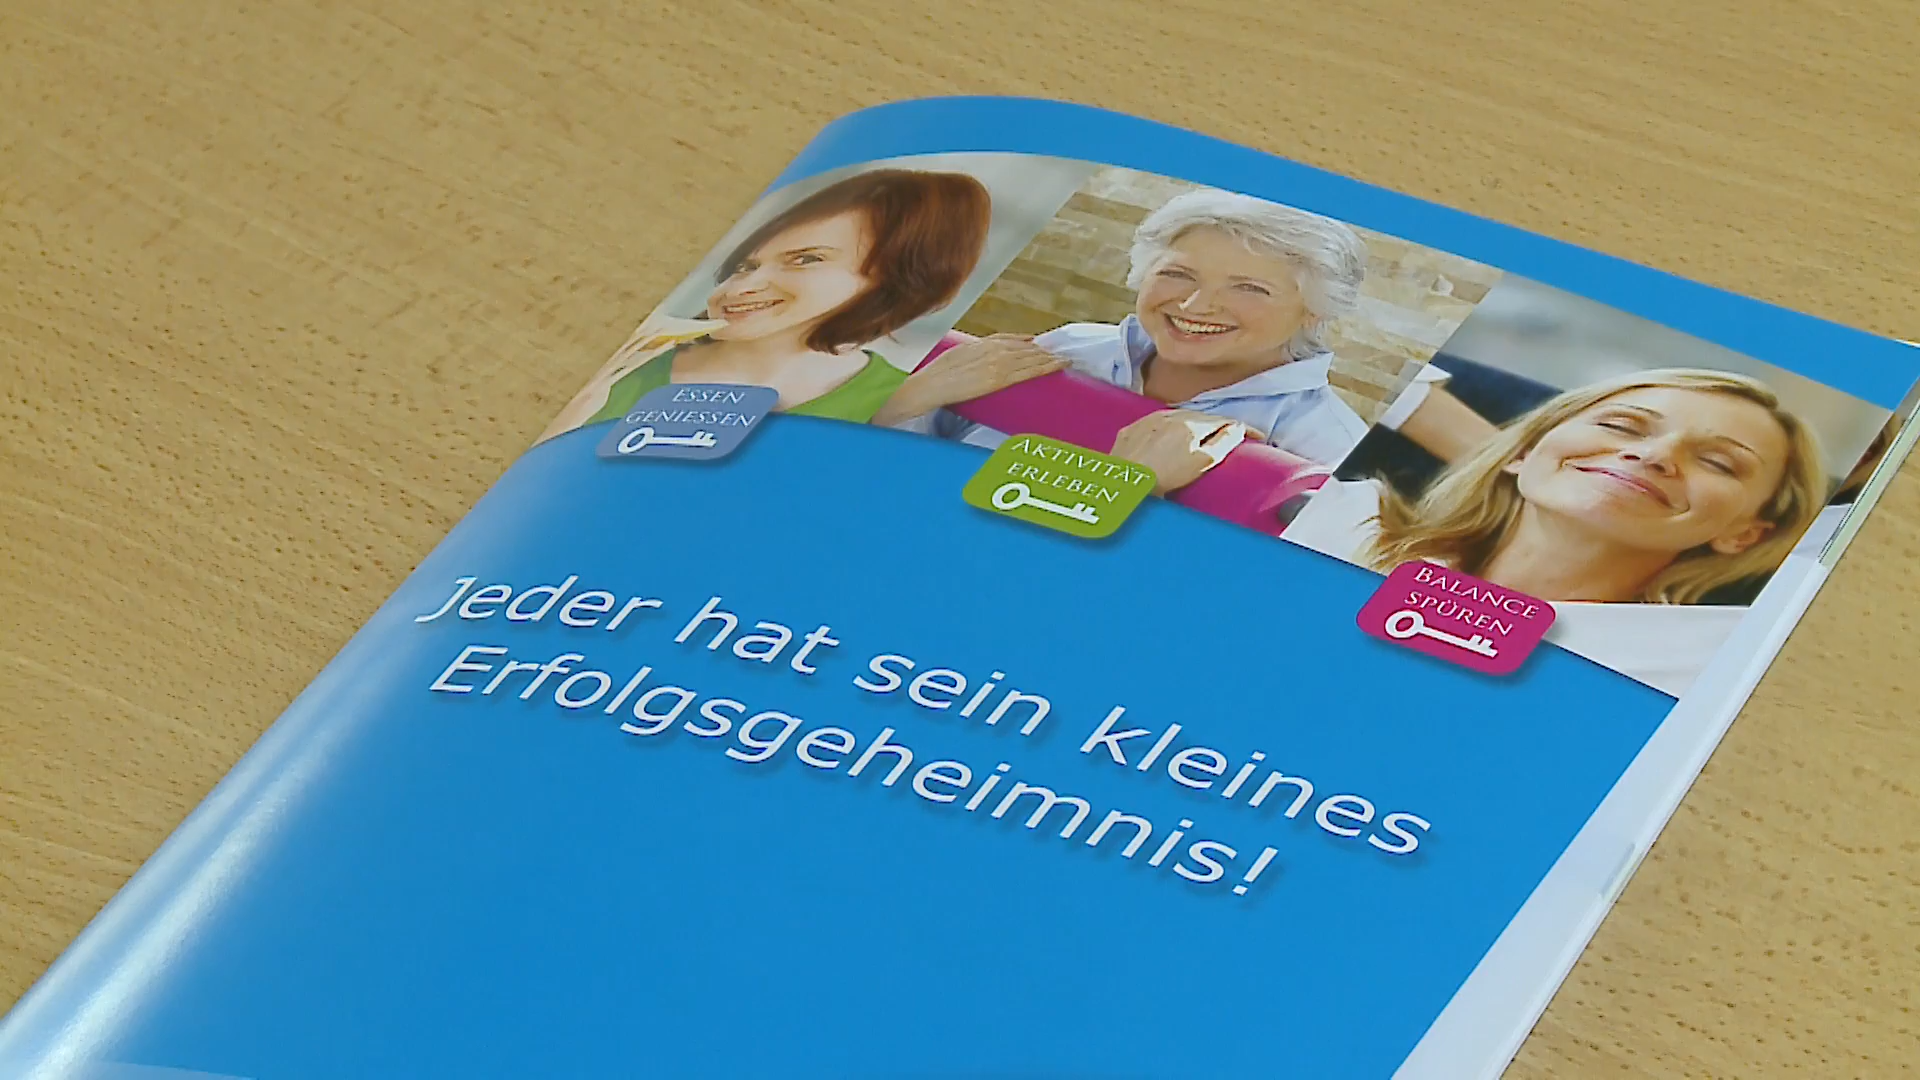 ESSEN
GENIESSEN
AKTIVITÄT
ERLEBEN
BALANCE
SPÜREN
Jeder hat sein kleines
Erfolgsgeheimnis!